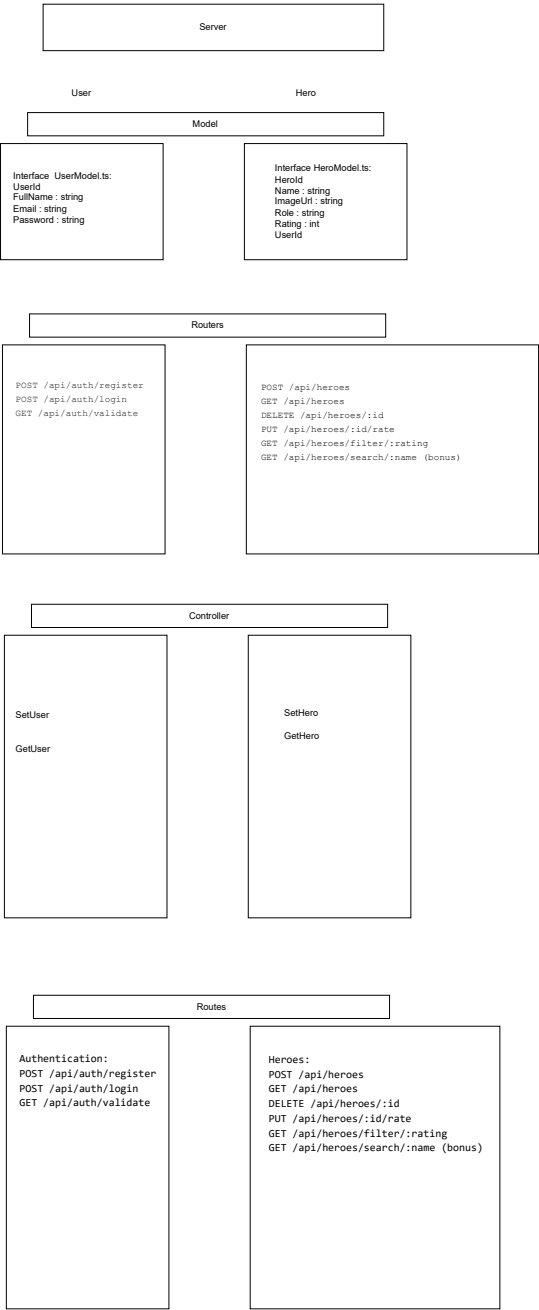 Server
User
Hero
Model
Interface  UserModel.ts:
UserId
FullName : string
Email : string
Password : string
Interface HeroModel.ts:
HeroId
Name : string
ImageUrl : string
Role : string
Rating : int
UserId
Routers
POST /api/auth/register
POST /api/auth/login
GET /api/auth/validate
POST /api/heroes
GET /api/heroes
DELETE /api/heroes/:id
PUT /api/heroes/:id/rate
GET /api/heroes/filter/:rating
GET /api/heroes/search/:name (bonus)
Controller
SetUser
GetUser
SetHero
GetHero
Routes
Authentication:
POST /api/auth/register
POST /api/auth/login
GET /api/auth/validate
Heroes:
POST /api/heroes
GET /api/heroes
DELETE /api/heroes/:id
PUT /api/heroes/:id/rate
GET /api/heroes/filter/:rating
GET /api/heroes/search/:name (bonus)